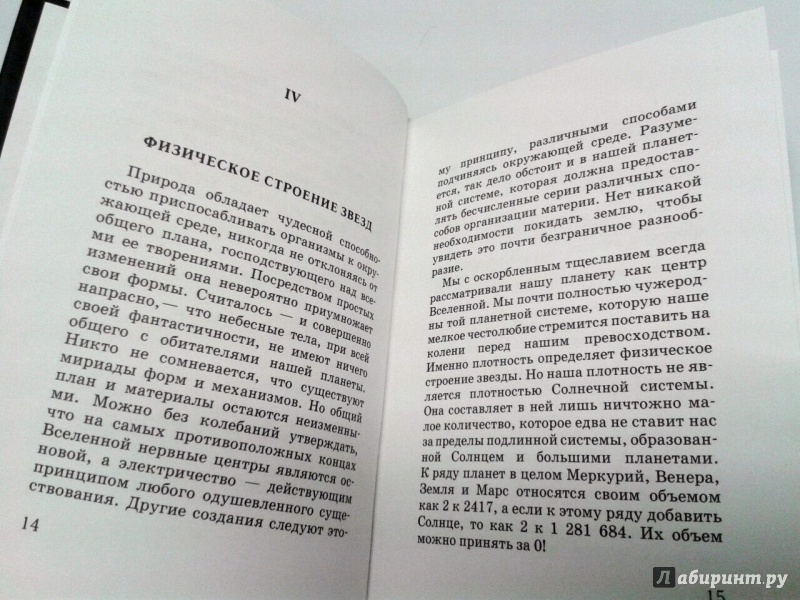 IV
ФИЗИЧЕСКОЕ СТРОЕНИЕ ЗВЕЗД
Природа обладает чудесной способно-
стью приспосабливать организмы к окру-
жающей среде, никогда не отклоняясь от
общего плана, господствующего над все-
ми ее творениями. Посредством простых
изменений она невероятно приумножает
свои формы. Считалось — и совершенно
напрасно, — что небесные тела, при всей
своей фантастичности, не имеют ничего
общего с обитателями нашей планеты.
Никто не сомневается, что существуют
мириады форм и механизмов. Но общий
план и материалы остаются неизменны-
ми. Можно без колебаний утверждать,
что на самых противоположных концах
Вселенной нервные центры являются ос-
новой, а электричество — действующим
принципом любого одушевленного суще-
ствования. Другие создания следуют это-
14
му принципу, различными способами
подчиняясь окружающей среде. Разуме-
ется, так дело обстоит и в нашей планет-
ной системе, которая должна предостав-
лять бесчисленные серии различных спо-
собов организации материи. Нет никакой
необходимости покидать землю, чтобы
увидеть это почти безграничное разнооб-
разие.
Мы с оскорбленным тщеславием всегда
рассматривали нашу планету как центр
Вселенной. Мы почти полностью чужерод-
ны той планетной системе, которую наше
мелкое честолюбие стремится поставить на
колени перед нашим превосходством.
Именно плотность определяет физическое
строение звезды. Но наша плотность не яв-
ляется плотностью Солнечной системы.
Она составляет в ней лишь ничтожно ма-
лое количество, которое едва не ставит нас
за пределы подлинной системы, образован-
ной Солнцем и большими планетами.
К ряду планет в целом Меркурий, Венера,
Земля и Марс относятся своим объемом
как 2 к 2417, а если к этому ряду добавить
Солнце, то как 2 к 1 281 684. Их объем
можно принять за 0!
15
Лабиринт.ру